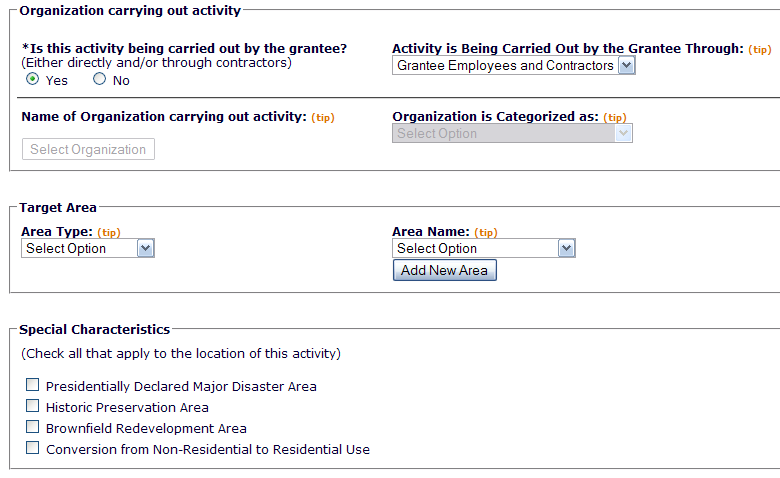 Organization carrying out activity
*Is this activity being carried out by the grantee?
(Either directly and/or through contractors)
Yes No
Activity is Being Carried Out by the Grantee Through: (tip)
Grantee Employees and Contractors
Name of Organization carrying out activity: (tip)
Select Organization
Organization is Categorized as: (tip)
Select Option
Target Area
Area Type: (tip)
Select Option
Area Name: (tip)
Select Option
Add New Area
Special Characteristics
(Check all that apply to the location of this activity)
Presidentially Declared Major Disaster Area
Historic Preservation Area
Brownfield Redevelopment Area
Conversion from Non-Residential to Residential Use